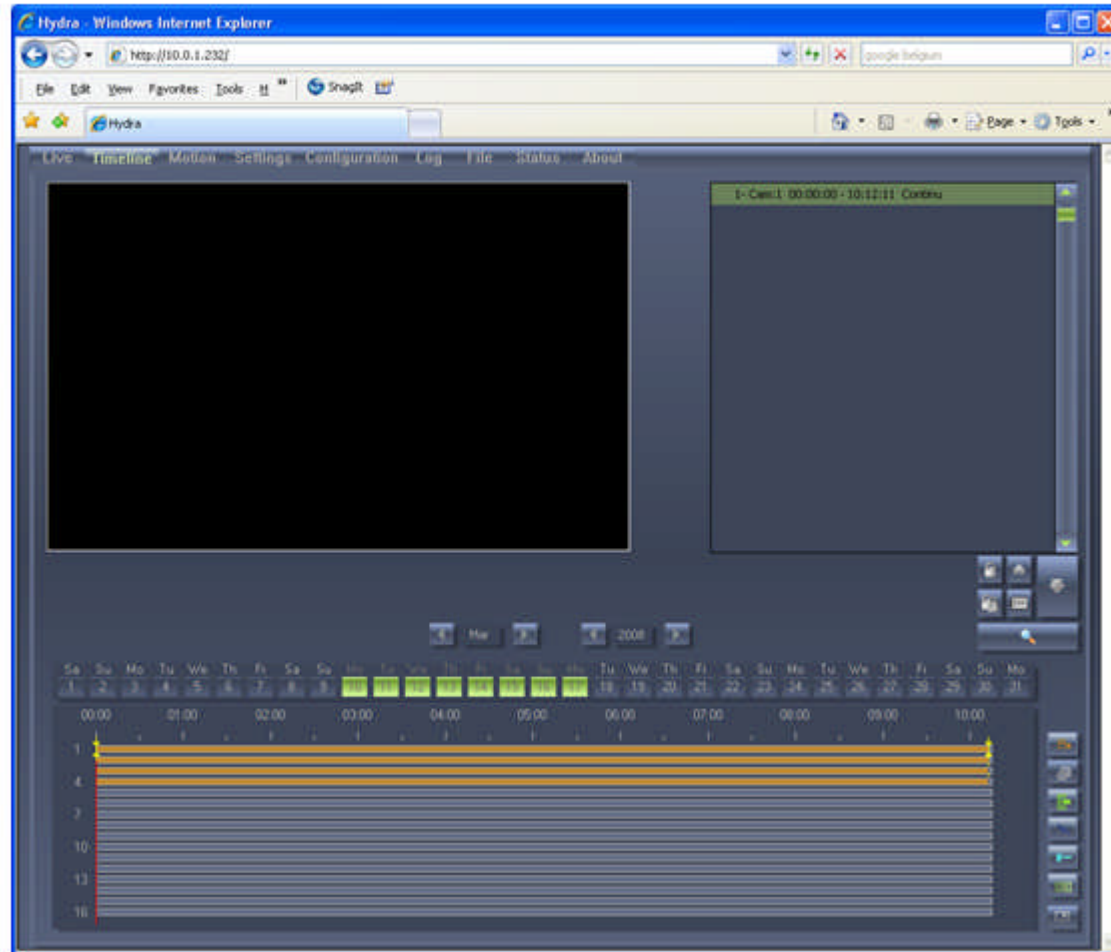 Hydra - Windows Internet Explorer
http://10.0.1.232/
google belgium
File Edit View Favorites Tools H » SnagIt
Hydra
Page Tools
Live Timeline Motion Settings Configuration Log File Status About
1- Cam:1 00:00:00 - 10:12:11 Continu
Mar 2008
Sa Su Mo Tu We Th Fr Sa Su Mo Tu We Th Fr Sa Su Mo Tu We Th Fr Sa Su Mo Tu We Th Fr Sa Su Mo
1 2 3 4 5 6 7 8 9 10 11 12 13 14 15 16 17 18 19 20 21 22 23 24 25 26 27 28 29 30 31
00:00 01:00 02:00 03:00 04:00 05:00 06:00 07:00 08:00 09:00 10:00
1
4
7
10
13
16